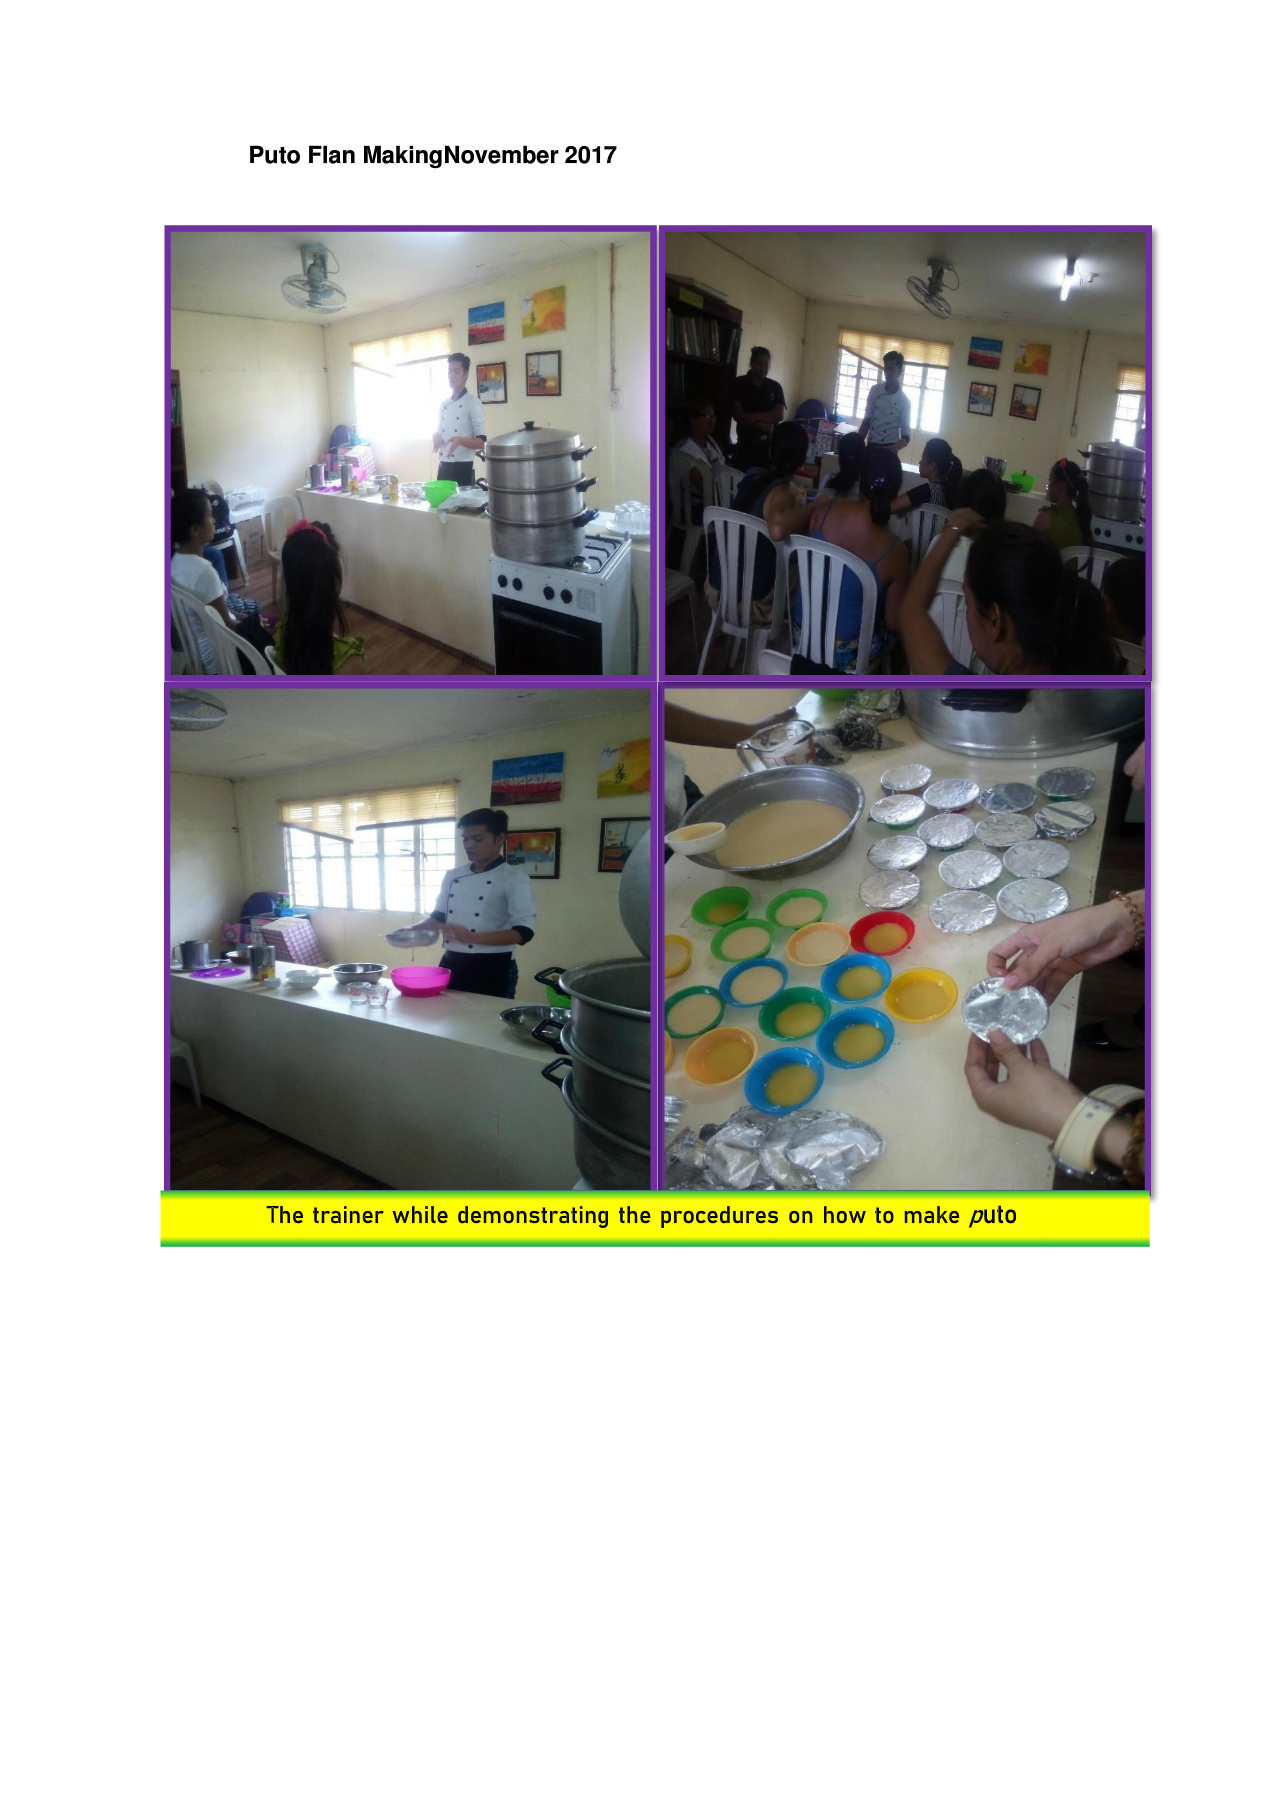 Puto Flan MakingNovember 2017
The trainer while demonstrating the procedures on how to make puto